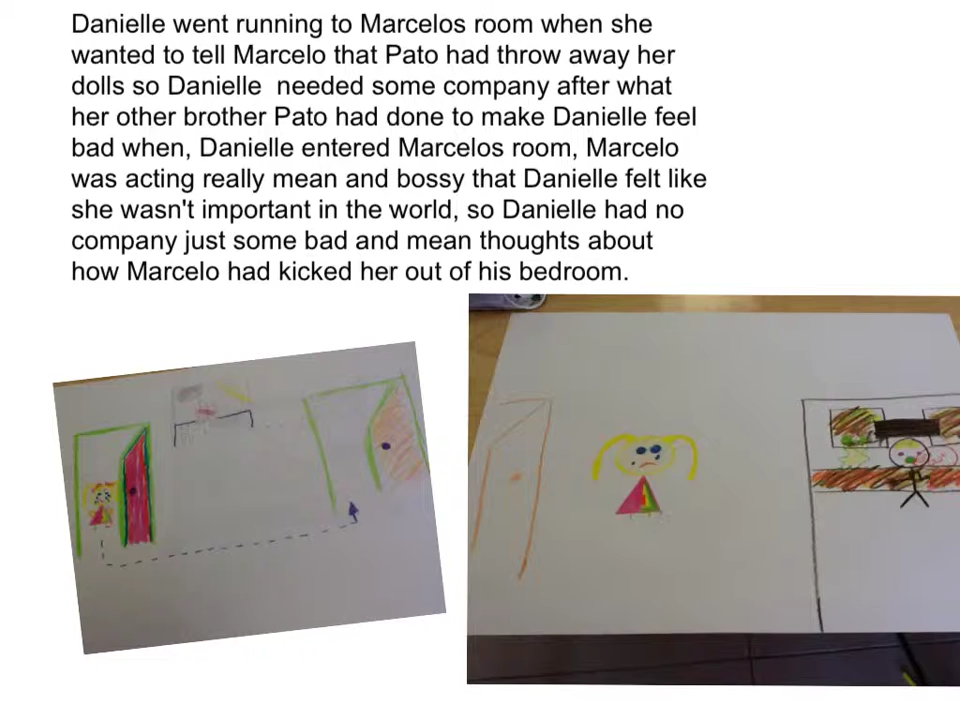 Danielle went running to Marcelos room when she
wanted to tell Marcelo that Pato had throw away her
dolls so Danielle  needed some company after what
her other brother Pato had done to make Danielle feel
bad when, Danielle entered Marcelos room, Marcelo
was acting really mean and bossy that Danielle felt like
she wasn't important in the world, so Danielle had no
company just some bad and mean thoughts about
how Marcelo had kicked her out of his bedroom.